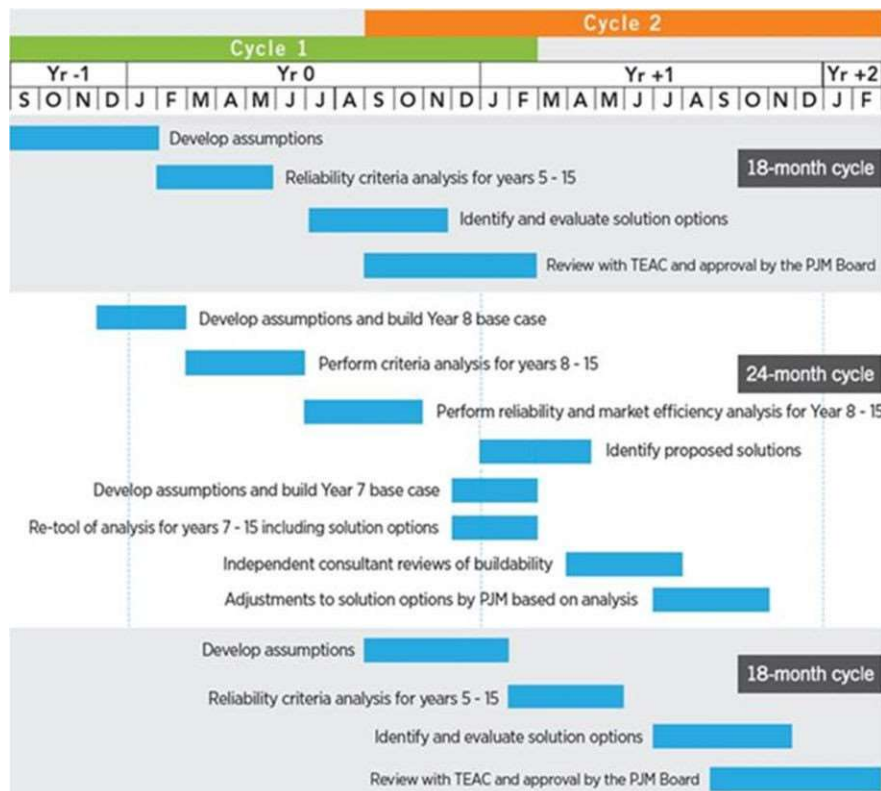 Cycle 2
Cycle 1
Yr -1 Yr 0 Yr +1 Yr +2
S O N D J F M A M J J A S O N D J F M A M J J A S O N D J F
Develop assumptions
18-month cycle
Reliability criteria analysis for years 5 - 15
Identify and evaluate solution options
Review with TEAC and approval by the PJM Board
Develop assumptions and build Year 8 base case
Perform criteria analysis for years 8 - 15
24-month cycle
Perform reliability and market efficiency analysis for Year 8 - 15
Identify proposed solutions
Develop assumptions and build Year 7 base case
Re-tool of analysis for years 7 - 15 including solution options
Independent consultant reviews of buildability
Adjustments to solution options by PJM based on analysis
Develop assumptions
18-month cycle
Reliability criteria analysis for years 5 - 15
Identify and evaluate solution options
Review with TEAC and approval by the PJM Board